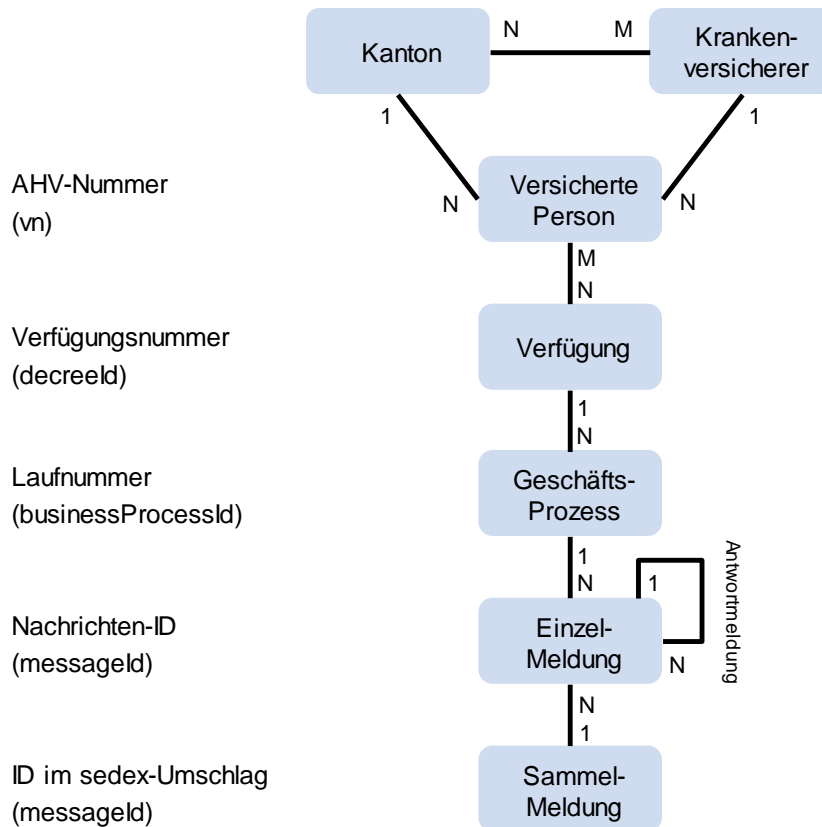 Kanton
N
M
Kranken-
versicherer
1
1
AHV-Nummer
(vn)
N
Versicherte
Person
N
M
N
Verfügungsnummer
(decreeId)
Verfügung
1
N
Laufnummer
(businessProcessId)
Geschäfts-
Prozess
1
N
1
Antwortmeldung
Nachrichten-ID
(messageId)
Einzel-
Meldung
N
N
1
ID im sedex-Umschlag
(messageId)
Sammel-
Meldung